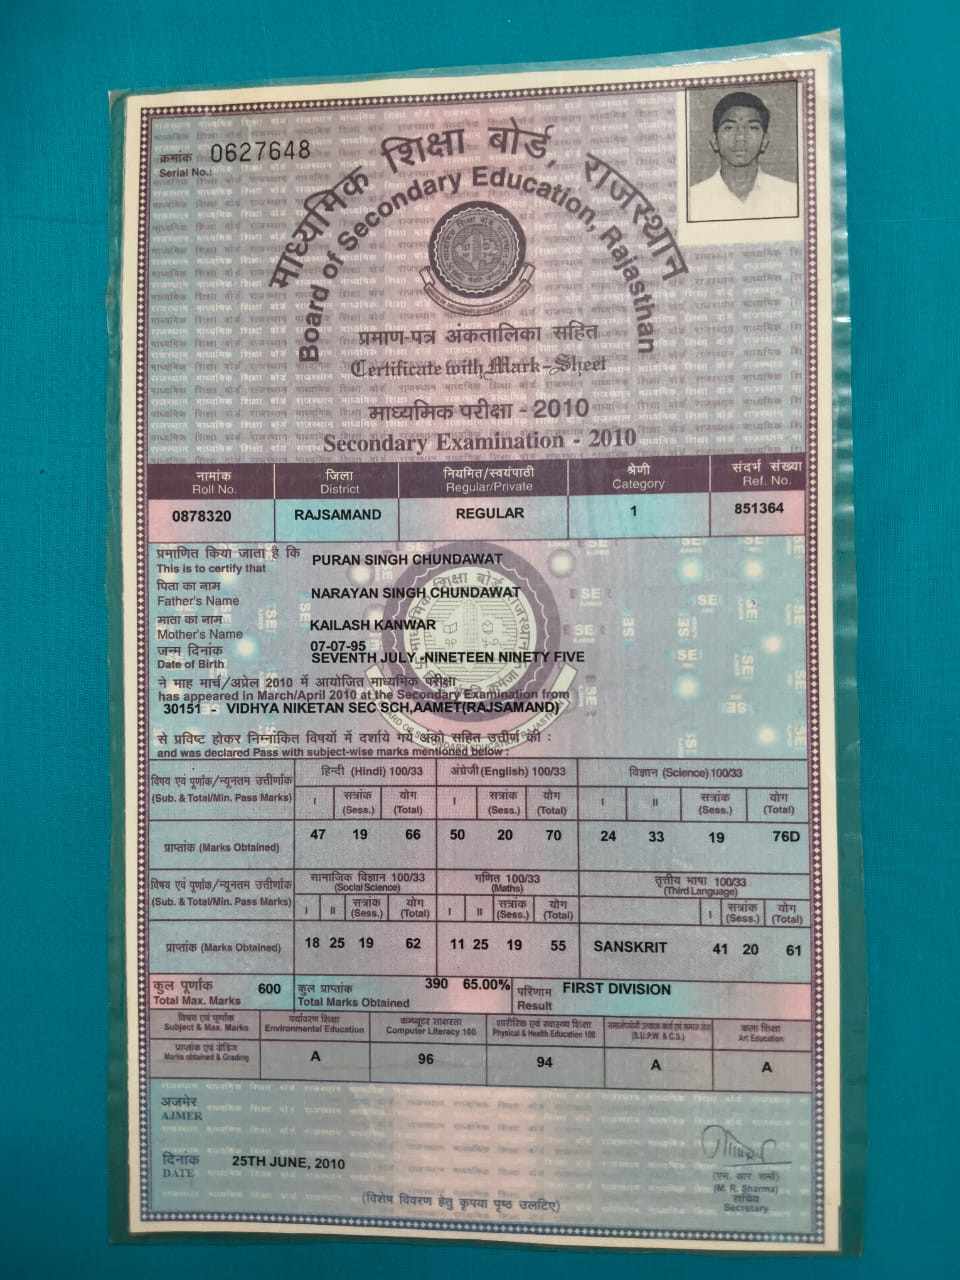 क्रमांक 0627648
Serial No.:
माध्यमिक शिक्षा बोर्ड, राजस्थान
Board of Secondary Education, Rajasthan
प्रमाण-पत्र अंकतालिका सहित
Certificate with Mark-Sheet
माध्यमिक परीक्षा - 2010
Secondary Examination - 2010
नामांक जिला नियमित/स्वयंपाठी श्रेणी संदर्भ संख्या
Roll No. District Regular/Private Category Ref. No.
0878320 RAJSAMAND REGULAR 1 851364
प्रमाणित किया जाता है कि PURAN SINGH CHUNDAWAT
This is to certify that
पिता का नाम NARAYAN SINGH CHUNDAWAT
Father's Name
माता का नाम KAILASH KANWAR
Mother's Name
जन्म दिनांक 07-07-95
Date of Birth SEVENTH JULY -NINETEEN NINETY FIVE
ने माह मार्च/अप्रेल 2010 में आयोजित माध्यमिक परीक्षा
has appeared in March/April 2010 at the Secondary Examination from
30151 - VIDHYA NIKETAN SEC SCH,AAMET(RAJSAMAND)
से प्रविष्ट होकर निम्नांकित विषयों में दर्शाये गये अंको सहित उत्तीर्ण की :
and was declared Pass with subject-wise marks mentioned below :
विषय एवं पूर्णांक/न्यूनतम उत्तीर्णांक हिन्दी (Hindi) 100/33 अंग्रेजी (English) 100/33 विज्ञान (Science) 100/33
(Sub. & Total/Min. Pass Marks) I सत्रांक योग I सत्रांक योग I II सत्रांक योग
(Sess.) (Total) (Sess.) (Total) (Sess.) (Total)
प्राप्तांक (Marks Obtained) 47 19 66 50 20 70 24 33 19 76D
विषय एवं पूर्णांक/न्यूनतम उत्तीर्णांक सामाजिक विज्ञान 100/33 गणित 100/33 तृतीय भाषा 100/33
(Social Science) (Maths) (Third Language)
(Sub. & Total/Min. Pass Marks) I II सत्रांक योग I II सत्रांक योग I सत्रांक योग
(Sess.) (Total) (Sess.) (Total) (Sess.) (Total)
प्राप्तांक (Marks Obtained) 18 25 19 62 11 25 19 55 SANSKRIT 41 20 61
कुल पूर्णांक 600 कुल प्राप्तांक 390 65.00% परिणाम FIRST DIVISION
Total Max. Marks Total Marks Obtained Result
विषय एवं पूर्णांक पर्यावरण शिक्षा कम्प्यूटर साक्षरता शारीरिक एवं स्वास्थ्य शिक्षा कला शिक्षा
Subject & Max. Marks Environmental Education Computer Literacy 100 Physical & Health Education 100 (S.U.P.W. & C.S.) Art Education
प्राप्तांक एवं ग्रेडिंग A 96 94 A A
Marks obtained & Grading
अजमेर
AJMER
दिनांक 25TH JUNE, 2010
DATE
(एम. आर. शर्मा)
(M. R. Sharma)
सचिव
Secretary
(विशेष विवरण हेतु कृपया पृष्ठ उलटिए)